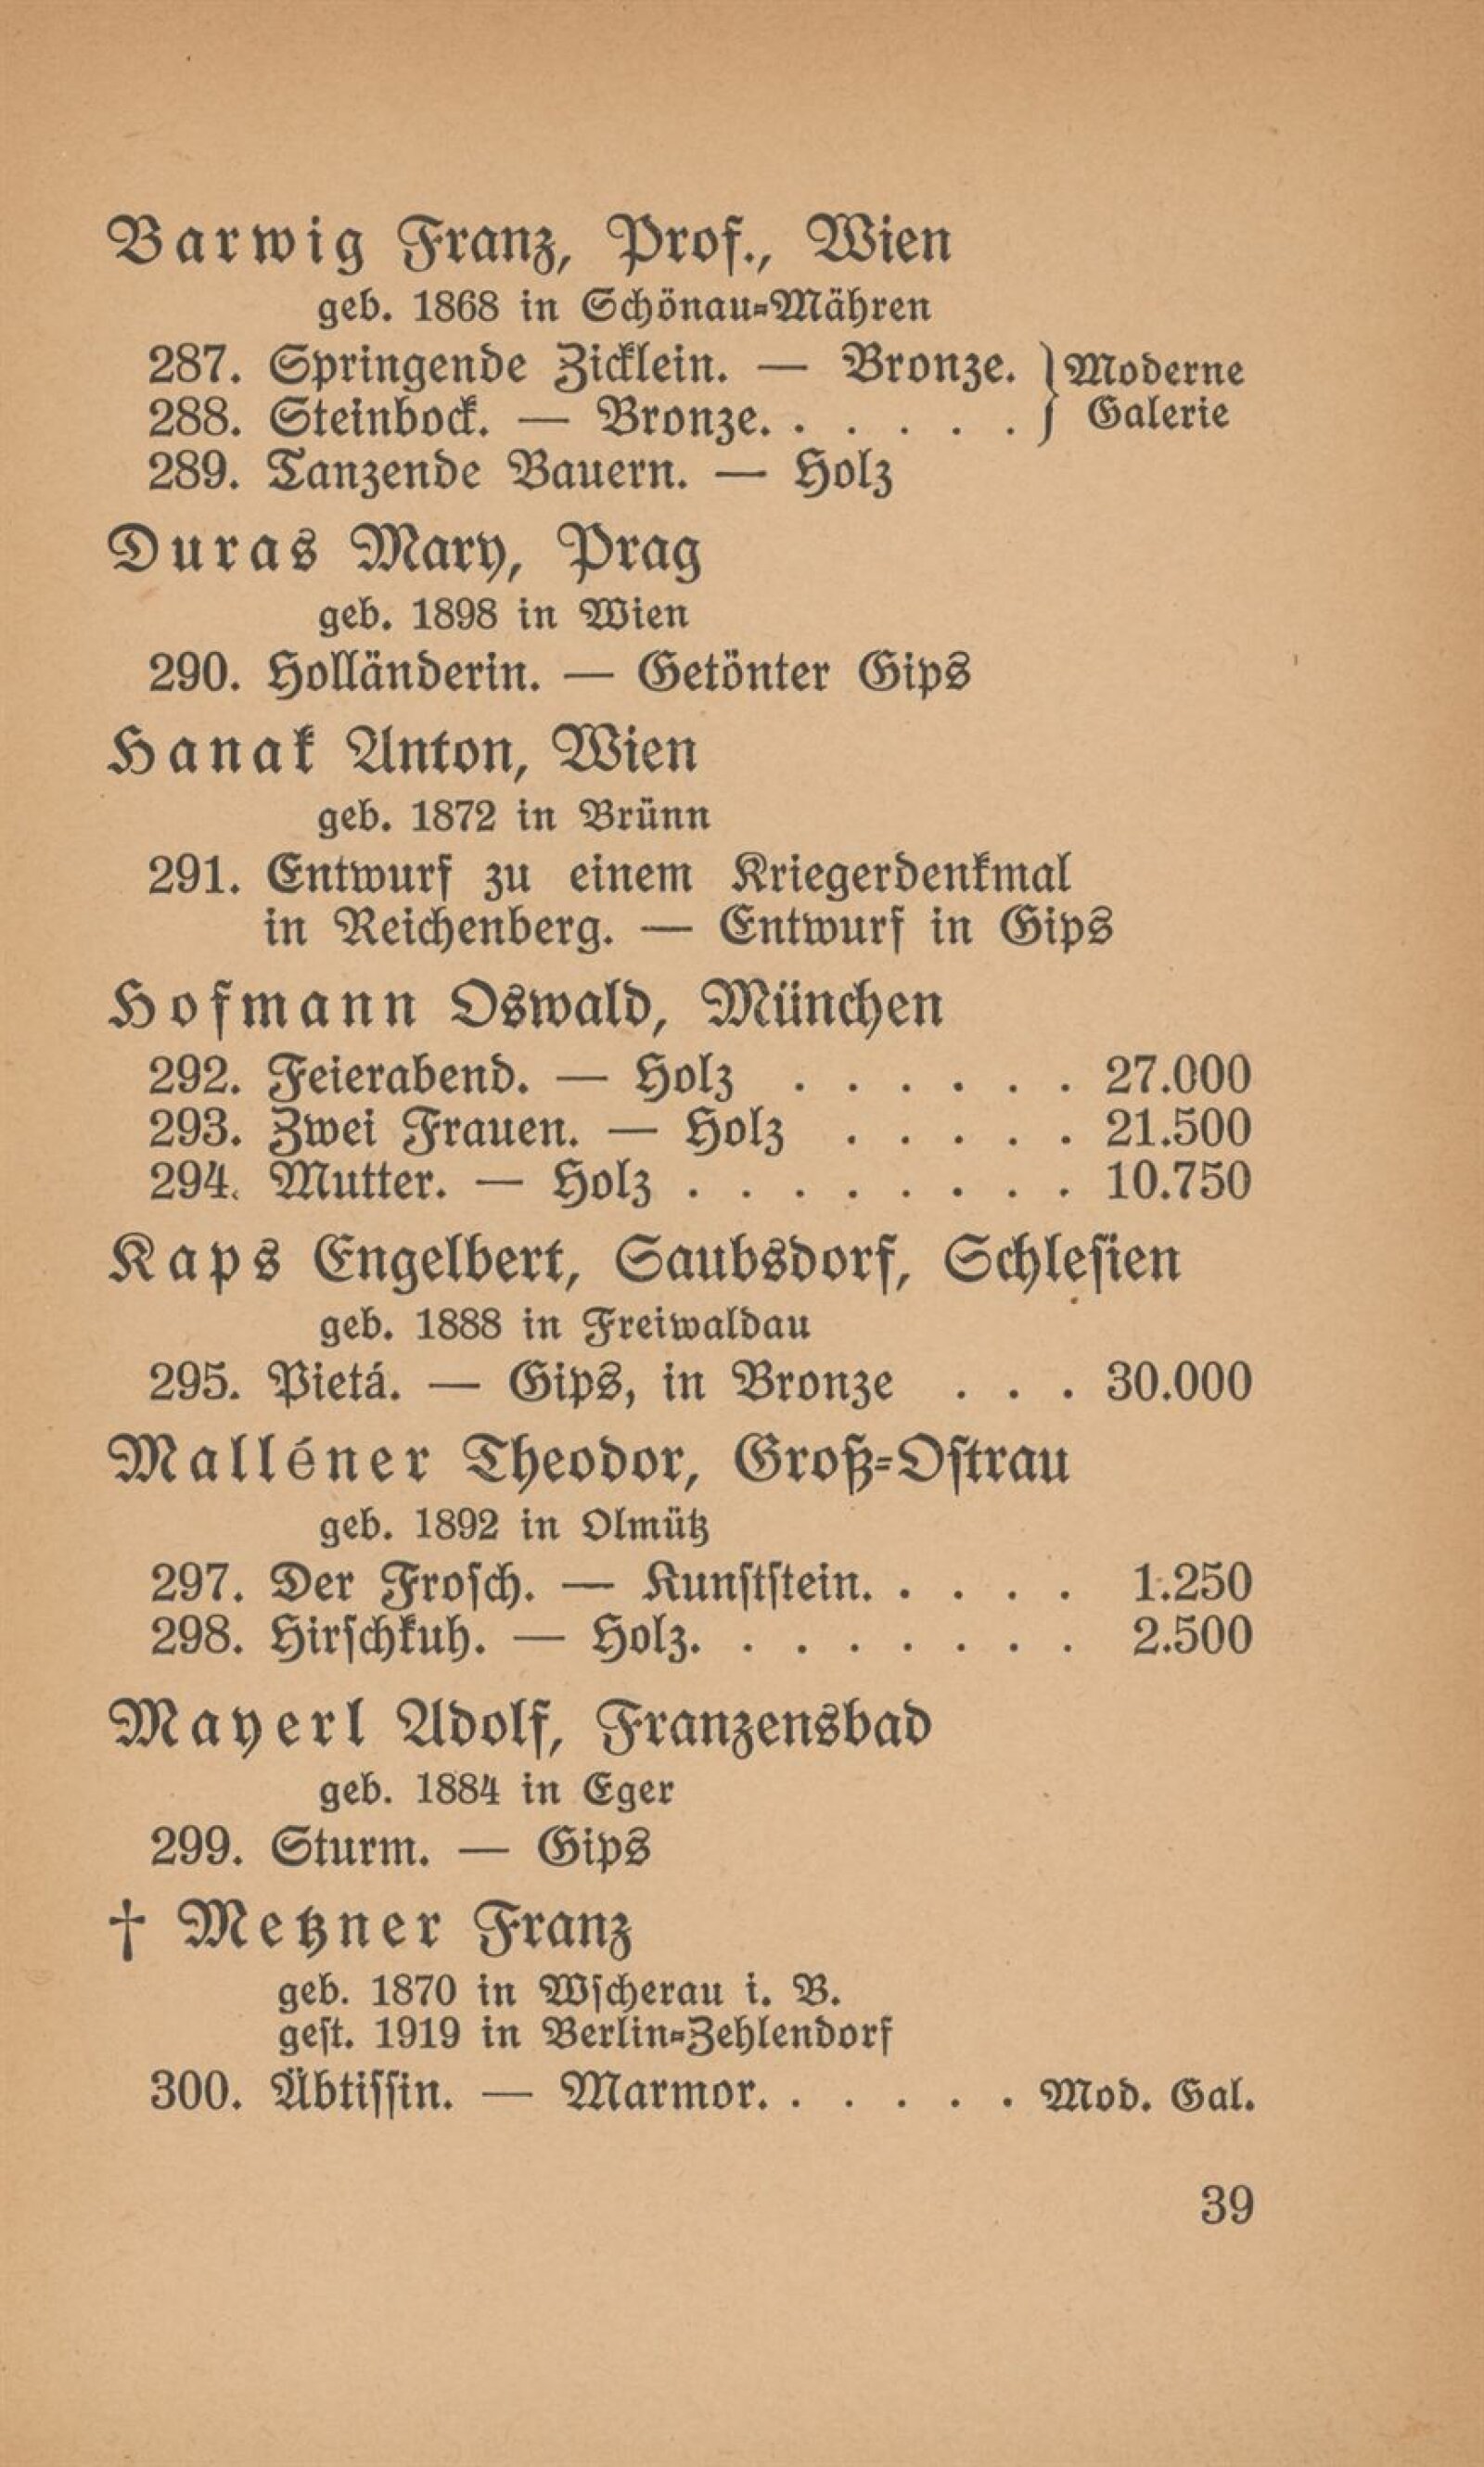 Barwig Franz, Prof., Wien
geb. 1868 in Schönau-Mähren
287. Springende Zicklein. — Bronze. } Moderne
288. Steinbock. — Bronze. . . . . . } Galerie
289. Tanzende Bauern. — Holz
Duras Mary, Prag
geb. 1898 in Wien
290. Holländerin. — Getönter Gips
Hanak Anton, Wien
geb. 1872 in Brünn
291. Entwurf zu einem Kriegerdenkmal
in Reichenberg. — Entwurf in Gips
Hofmann Oswald, München
292. Feierabend. — Holz . . . . . . 27.000
293. Zwei Frauen. — Holz . . . . . 21.500
294. Mutter. — Holz . . . . . . . . 10.750
Kaps Engelbert, Saubsdorf, Schlesien
geb. 1888 in Freiwaldau
295. Pietá. — Gips, in Bronze . . . 30.000
Malléner Theodor, Groß-Ostrau
geb. 1892 in Olmütz
297. Der Frosch. — Kunststein. . . . . 1.250
298. Hirschkuh. — Holz. . . . . . . . 2.500
Mayerl Adolf, Franzensbad
geb. 1884 in Eger
299. Sturm. — Gips
† Metzner Franz
geb. 1870 in Wscherau i. B.
gest. 1919 in Berlin-Zehlendorf
300. Äbtissin. — Marmor. . . . . . Mod. Gal.
39